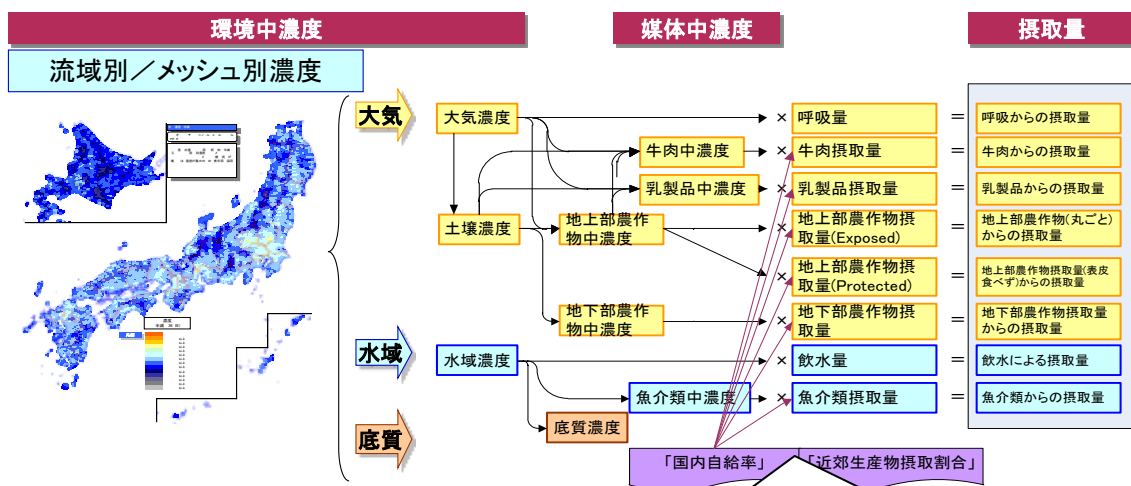 環境中濃度
媒体中濃度
摂取量
流域別／メッシュ別濃度
大気
大気濃度
×
呼吸量
＝
呼吸からの摂取量
牛肉中濃度
×
牛肉摂取量
＝
牛肉からの摂取量
乳製品中濃度
×
乳製品摂取量
＝
乳製品からの摂取量
土壌濃度
地上部農作
物中濃度
×
地上部農作物摂
取量(Exposed)
＝
地上部農作物(丸ごと)
からの摂取量
×
地上部農作物摂
取量(Protected)
＝
地上部農作物摂取量(表皮
食べず)からの摂取量
地下部農作
物中濃度
×
地下部農作物摂
取量
＝
地下部農作物摂取量
からの摂取量
水域
水域濃度
×
飲水量
＝
飲水による摂取量
魚介類中濃度
×
魚介類摂取量
＝
魚介類からの摂取量
底質
底質濃度
「国内自給率」
「近郊生産物摂取割合」